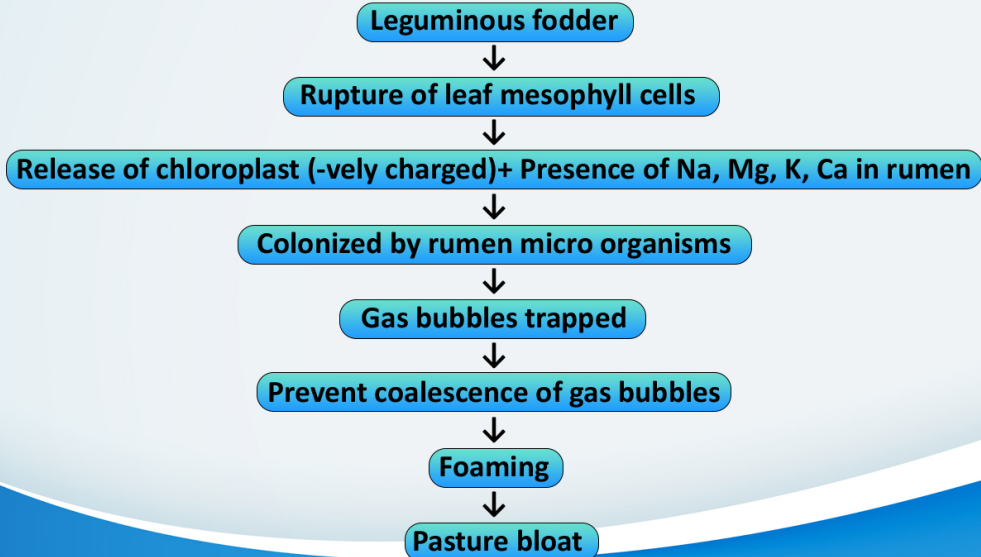 Leguminous fodder
↓
Rupture of leaf mesophyll cells
↓
Release of chloroplast (-vely charged)+ Presence of Na, Mg, K, Ca in rumen
↓
Colonized by rumen micro organisms
↓
Gas bubbles trapped
↓
Prevent coalescence of gas bubbles
↓
Foaming
↓
Pasture bloat